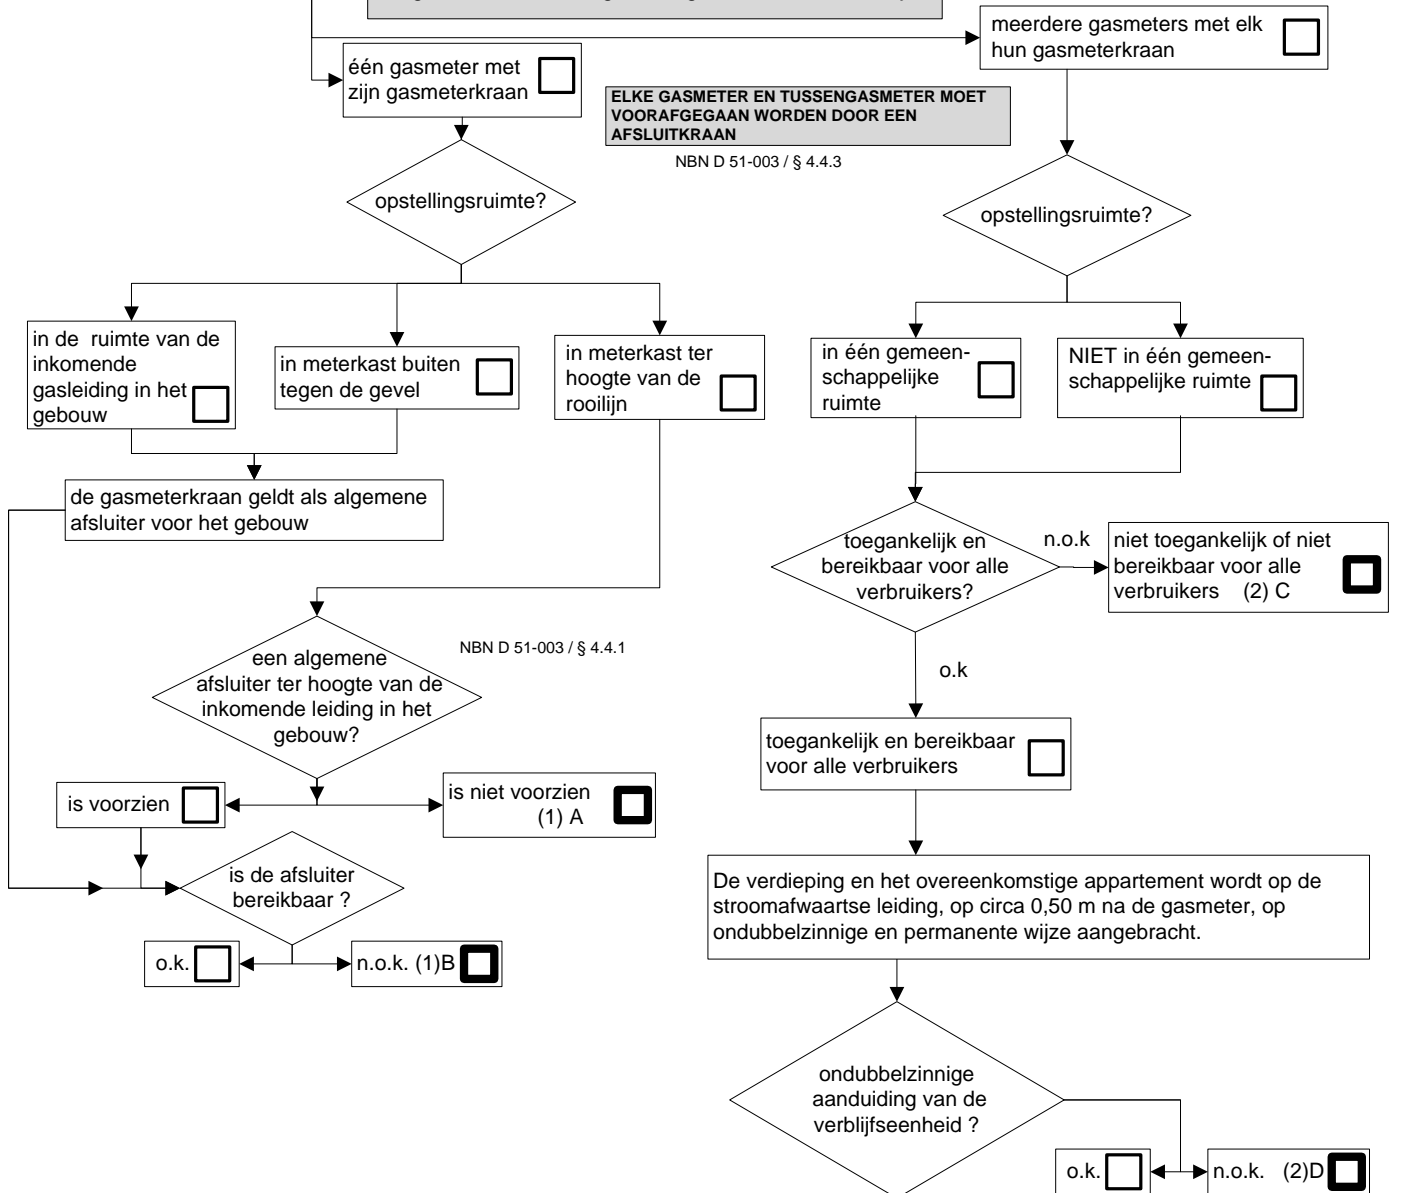 meerdere gasmeters met elk
hun gasmeterkraan
één gasmeter met
zijn gasmeterkraan
ELKE GASMETER EN TUSSENGASMETER MOET
VOORAFGEGAAN WORDEN DOOR EEN
AFSLUITKRAAN
NBN D 51-003 / § 4.4.3
opstellingsruimte?
opstellingsruimte?
in de ruimte van de
inkomende
gasleiding in het
gebouw
in meterkast buiten
tegen de gevel
in meterkast ter
hoogte van de
rooilijn
in één gemeen-
schappelijke
ruimte
NIET in één gemeen-
schappelijke ruimte
de gasmeterkraan geldt als algemene
afsluiter voor het gebouw
toegankelijk en
bereikbaar voor alle
verbruikers?
n.o.k
niet toegankelijk of niet
bereikbaar voor alle
verbruikers (2) C
NBN D 51-003 / § 4.4.1
een algemene
afsluiter ter hoogte van de
inkomende leiding in het
gebouw?
o.k
toegankelijk en bereikbaar
voor alle verbruikers
is voorzien
is niet voorzien
(1) A
is de afsluiter
bereikbaar ?
De verdieping en het overeenkomstige appartement wordt op de
stroomafwaartse leiding, op circa 0,50 m na de gasmeter, op
ondubbelzinnige en permanente wijze aangebracht.
o.k.
n.o.k. (1)B
ondubbelzinnige
aanduiding van de
verblijfseenheid ?
o.k.
n.o.k. (2)D